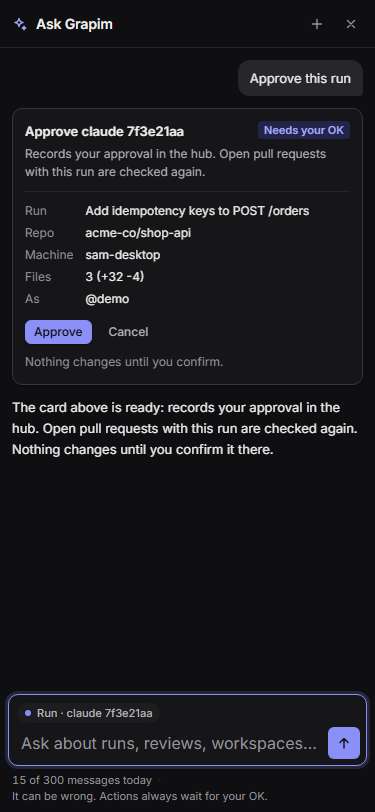 Ask Grapim
Approve this run
Approve claude 7f3e21aa
Needs your OK
Records your approval in the hub. Open pull requests
with this run are checked again.
Run Add idempotency keys to POST /orders
Repo acme-co/shop-api
Machine sam-desktop
Files 3 (+32 -4)
As @demo
Approve Cancel
Nothing changes until you confirm.
The card above is ready: records your approval in the
hub. Open pull requests with this run are checked again.
Nothing changes until you confirm it there.
Run · claude 7f3e21aa
Ask about runs, reviews, workspaces...
15 of 300 messages today ·
It can be wrong. Actions always wait for your OK.